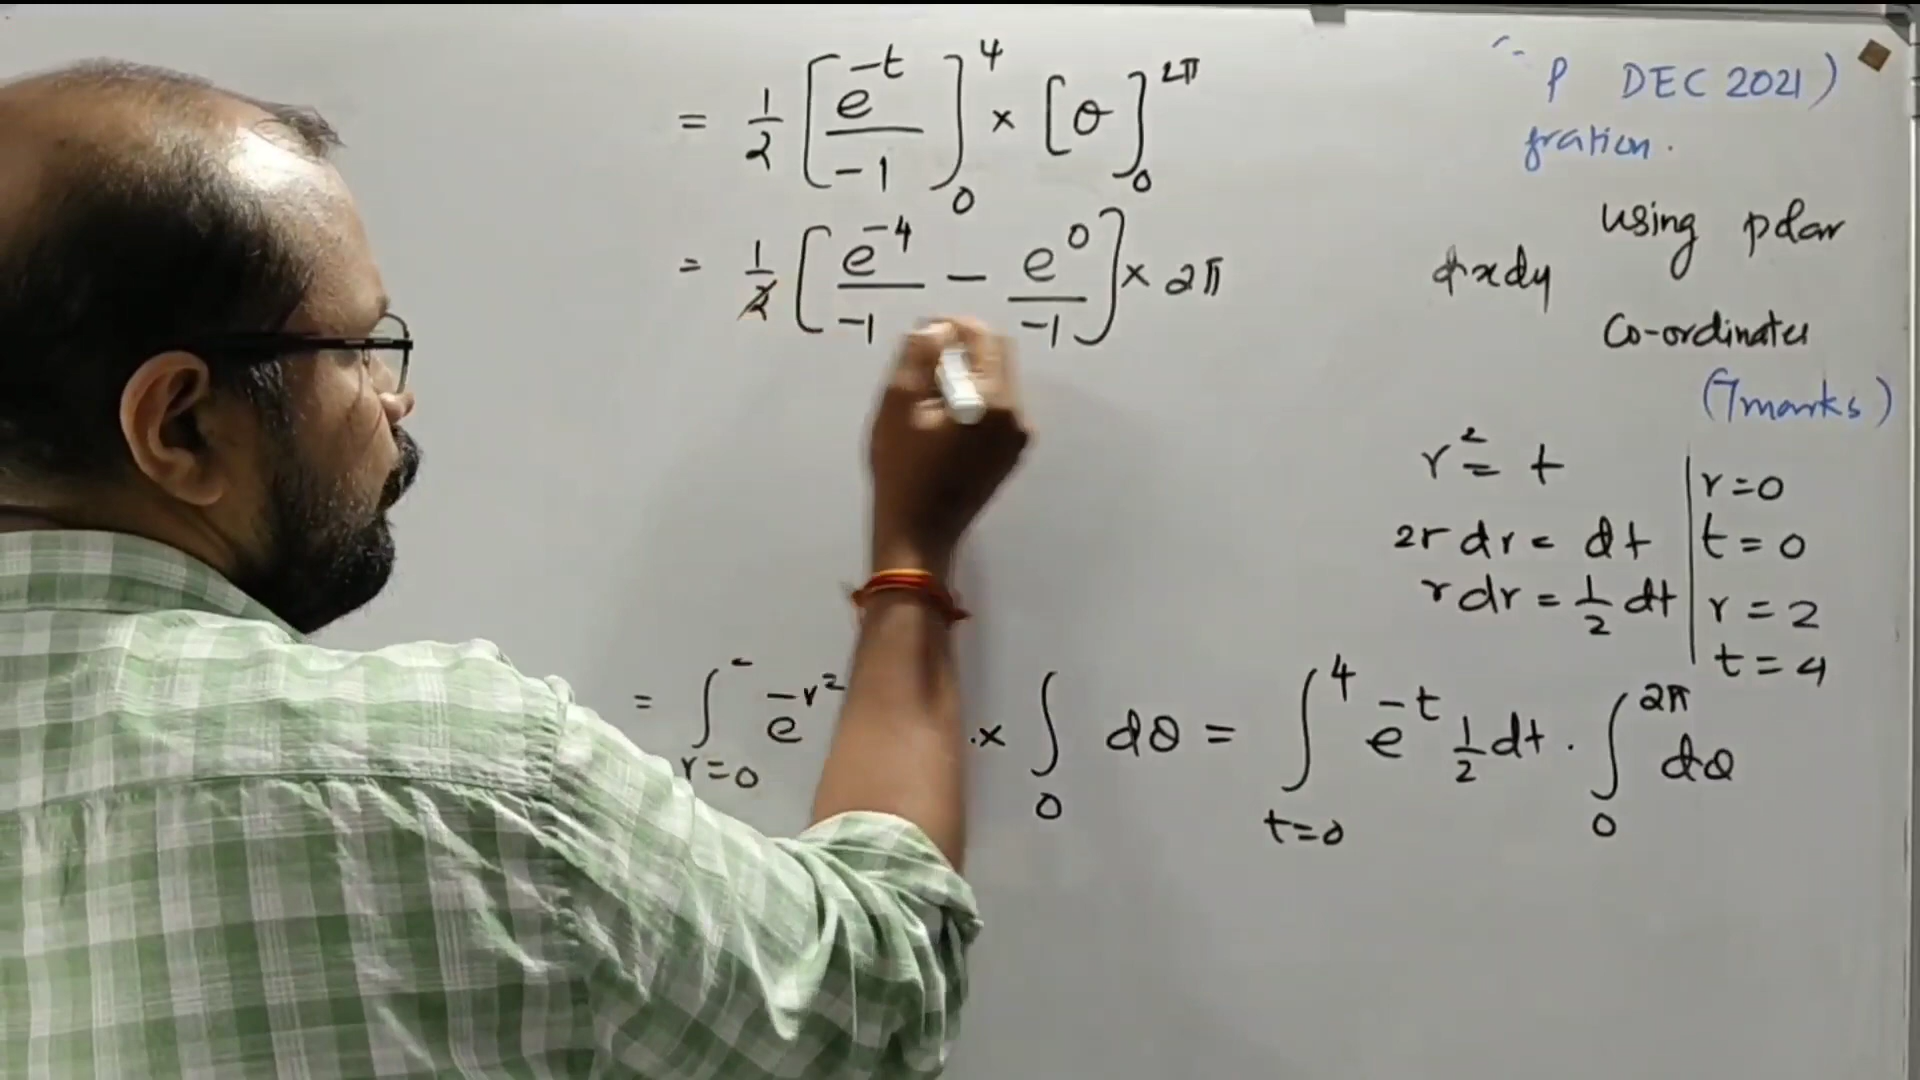 = 1/2 [e^-t / -1]_0^4 × [θ]_0^2π
= 1/2 [e^-4 / -1 - e^0 / -1] × 2π
P DEC 2021)
gration.
using polar
dxdy
Co-ordinates
(7marks)
r² = t
2r dr = dt
r dr = 1/2 dt
r = 0
t = 0
r = 2
t = 4
= ∫_r=0 e^-r² .× ∫_0 dθ = ∫_t=0^4 e^-t 1/2 dt . ∫_0^2π dθ